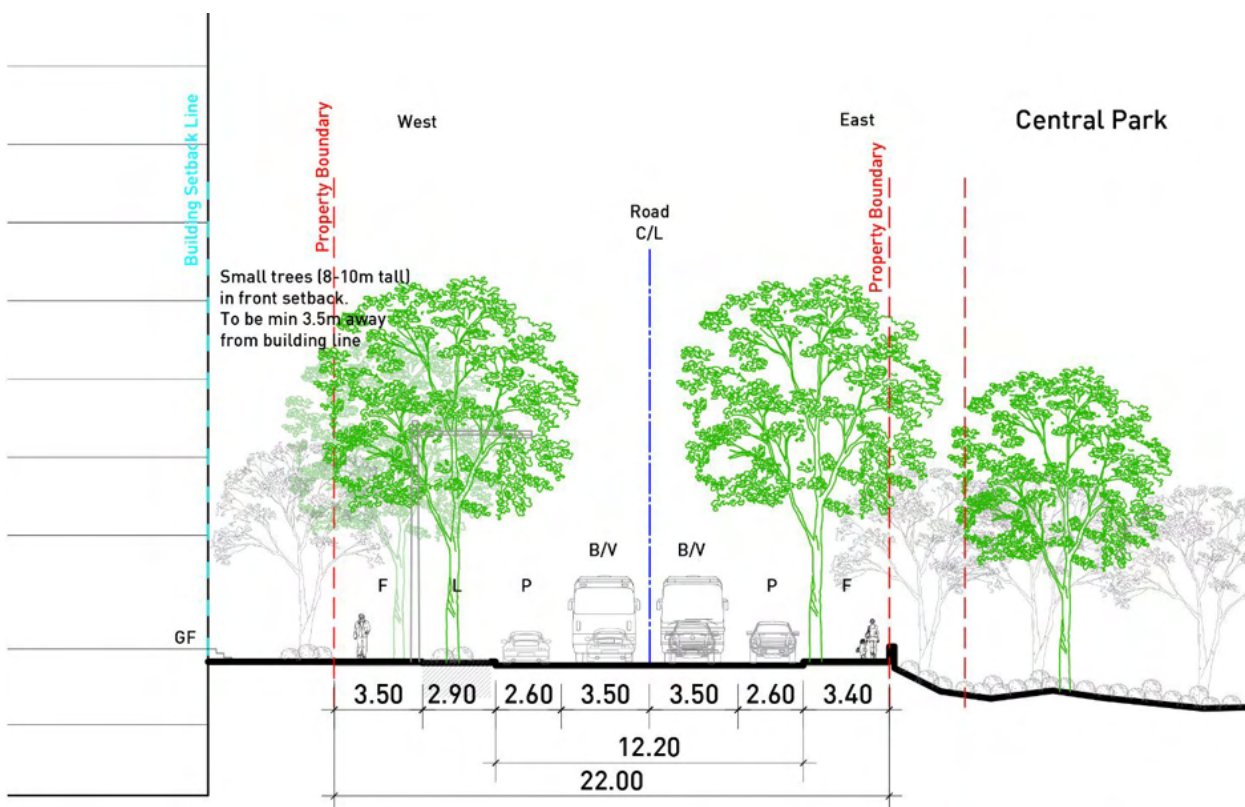 Building Setback Line
Property Boundary
West
East
Central Park
Property Boundary
Road
C/L
Small trees (8-10m tall)
in front setback.
To be min 3.5m away
from building line
B/V
B/V
F
L
P
P
F
GF
3.50
2.90
2.60
3.50
3.50
2.60
3.40
12.20
22.00